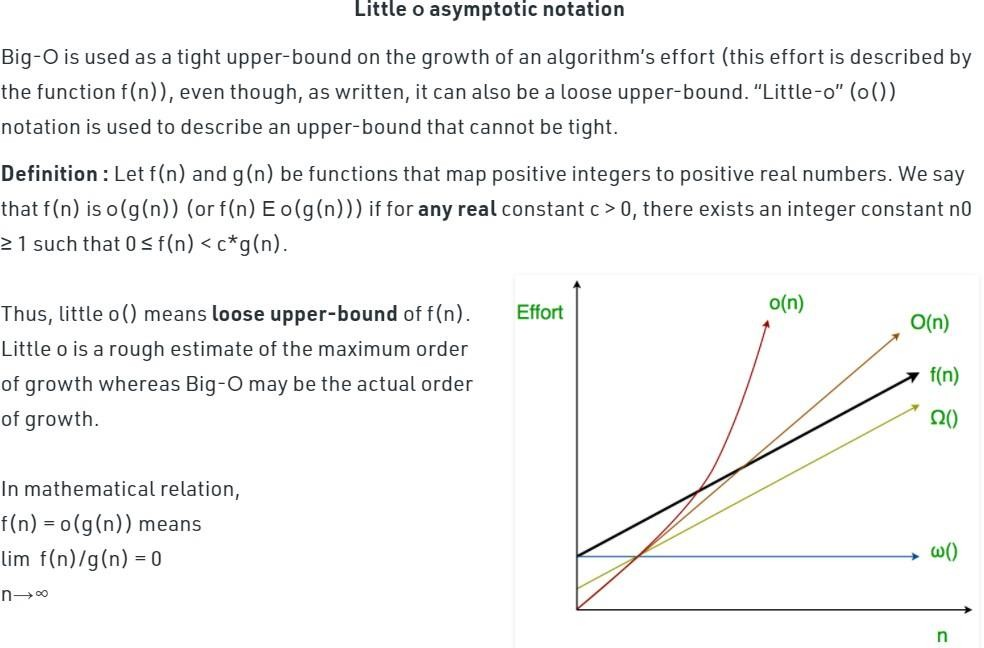 Little o asymptotic notation
Big-O is used as a tight upper-bound on the growth of an algorithm's effort (this effort is described by
the function f(n)), even though, as written, it can also be a loose upper-bound. “Little-o” (o())
notation is used to describe an upper-bound that cannot be tight.
Definition : Let f(n) and g(n) be functions that map positive integers to positive real numbers. We say
that f(n) is o(g(n)) (or f(n) E o(g(n))) if for any real constant c > 0, there exists an integer constant n0
≥ 1 such that 0 ≤ f(n) < c*g(n).
Thus, little o() means loose upper-bound of f(n).
Little o is a rough estimate of the maximum order
of growth whereas Big-O may be the actual order
of growth.
In mathematical relation,
f(n) = o(g(n)) means
lim f(n)/g(n) = 0
n→∞
Effort
o(n)
O(n)
f(n)
Ω()
ω()
n